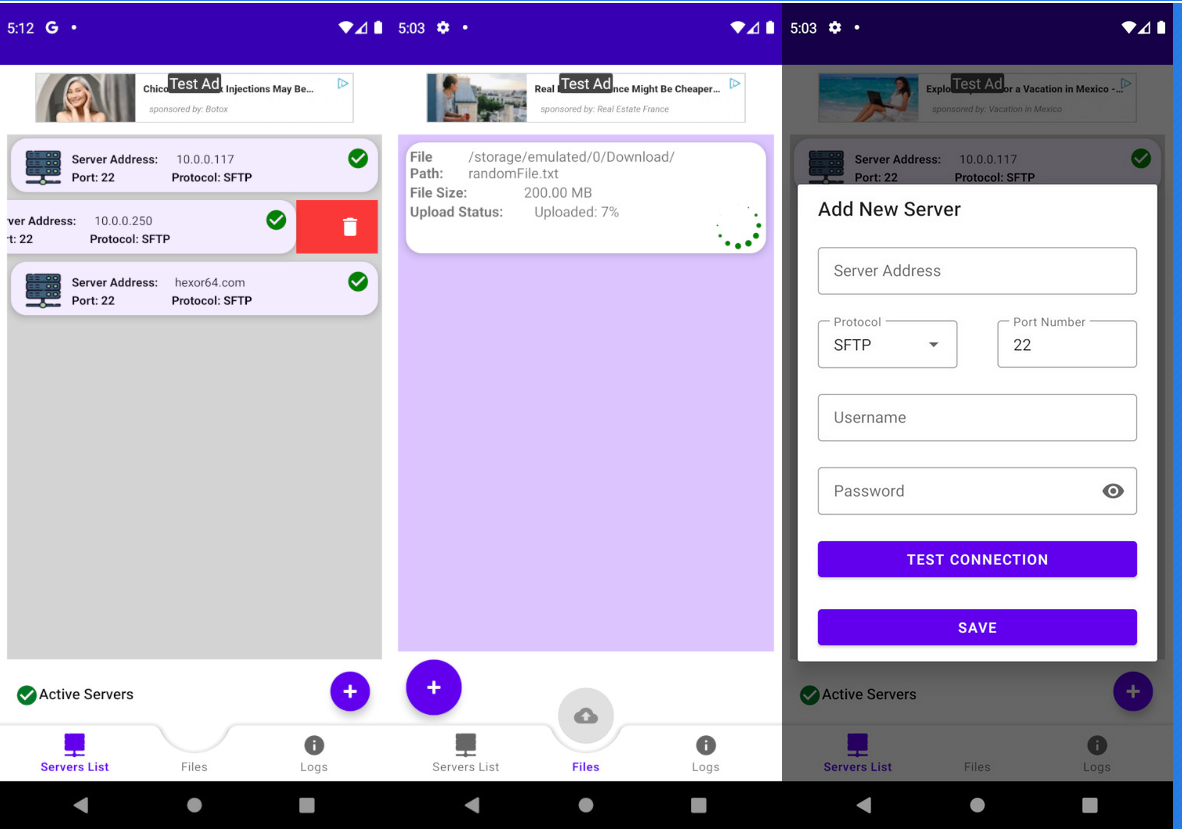 5:12 G
Test Ad
Chico Injections May Be...
sponsored by: Botox
Server Address: 10.0.0.117
Port: 22 Protocol: SFTP
ver Address: 10.0.0.250
t: 22 Protocol: SFTP
Server Address: hexor64.com
Port: 22 Protocol: SFTP
Active Servers
+
Servers List Files Logs
5:03
Test Ad
Real E nce Might Be Cheaper...
sponsored by: Real Estate France
File Path: /storage/emulated/0/Download/
randomFile.txt
File Size: 200.00 MB
Upload Status: Uploaded: 7%
+
Servers List Files Logs
5:03
Test Ad
Explo or a Vacation in Mexico -...
sponsored by: Vacation in Mexico
Server Address: 10.0.0.117
Port: 22 Protocol: SFTP
Add New Server
Server Address
Protocol Port Number
SFTP 22
Username
Password
TEST CONNECTION
SAVE
Active Servers
+
Servers List Files Logs